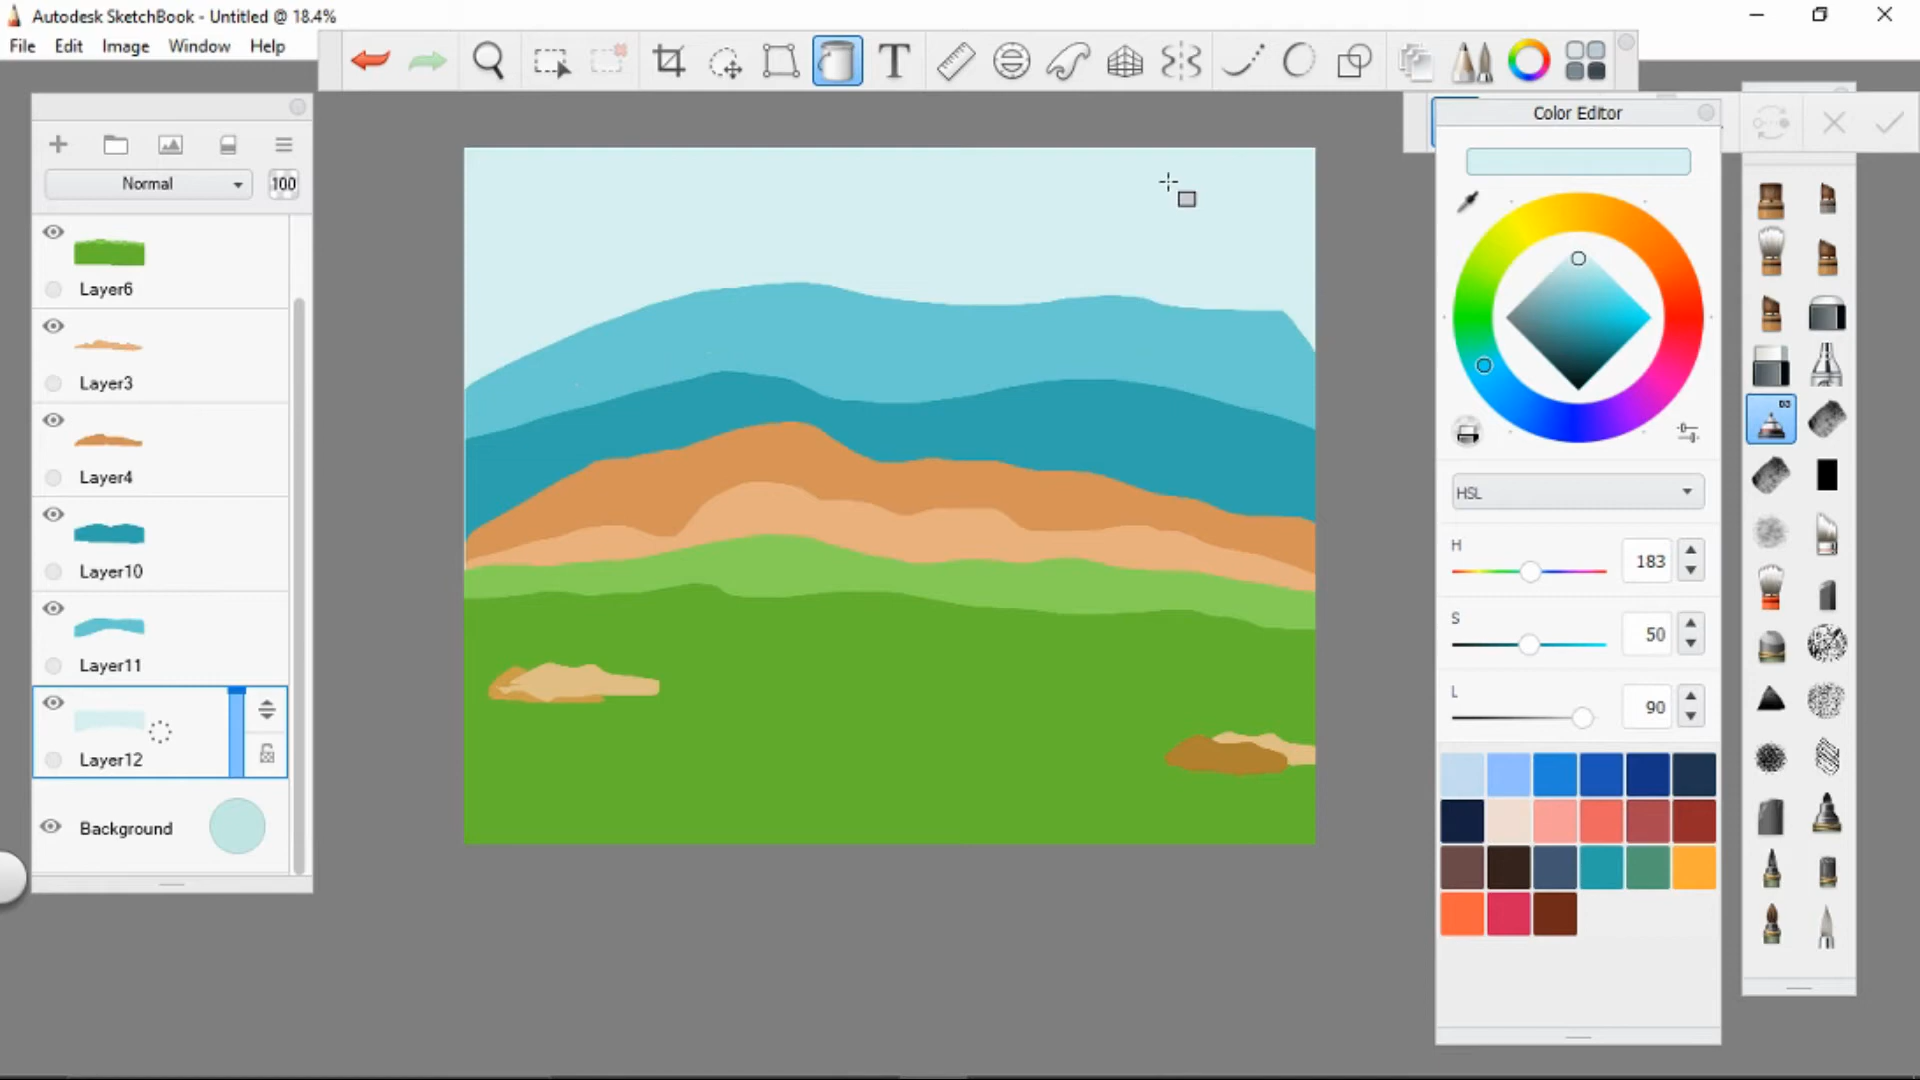 Autodesk SketchBook - Untitled @ 18.4%
File Edit Image Window Help
T
Color Editor
Normal 100
Layer6
Layer3
Layer4
HSL
Layer10
H 183
S 50
Layer11
L 90
Layer12
Background